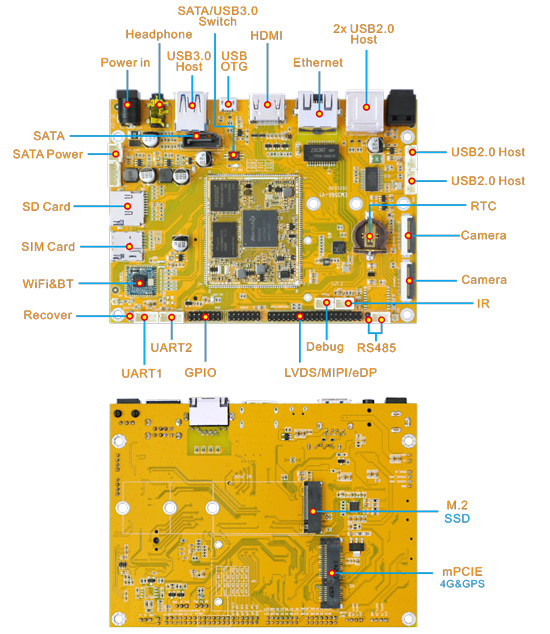 SATA/USB3.0
Switch
2x USB2.0
Host
Headphone
HDMI
USB3.0
Host
USB
OTG
Power in
Ethernet
SATA
SATA Power
USB2.0 Host
USB2.0 Host
SD Card
RTC
SIM Card
Camera
WiFi&BT
Camera
IR
Recover
UART2
Debug
RS485
UART1
GPIO
LVDS/MIPI/eDP
M.2
SSD
mPCIE
4G&GPS